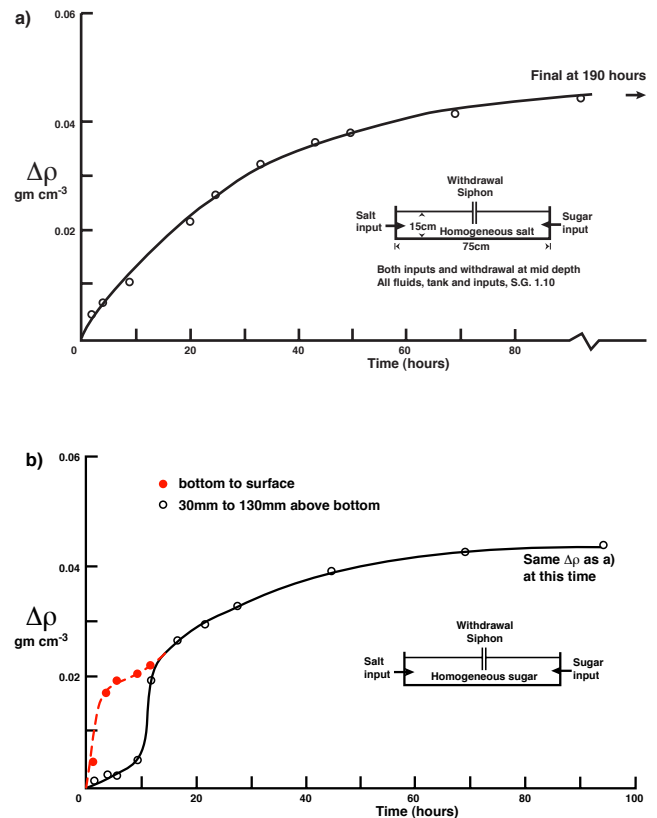 a)
0.06
Final at 190 hours
0.04
Δρ
gm cm-3
Withdrawal
Siphon
Salt
input
15cm
Homogeneous salt
Sugar
input
75cm
0.02
Both inputs and withdrawal at mid depth
All fluids, tank and inputs, S.G. 1.10
0 20 40 60 80
Time (hours)
b)
0.06
bottom to surface
30mm to 130mm above bottom
0.04
Same Δρ as a)
at this time
Δρ
gm cm-3
Withdrawal
Siphon
Salt
input
Homogeneous sugar
Sugar
input
0.02
0 20 40 60 80 100
Time (hours)